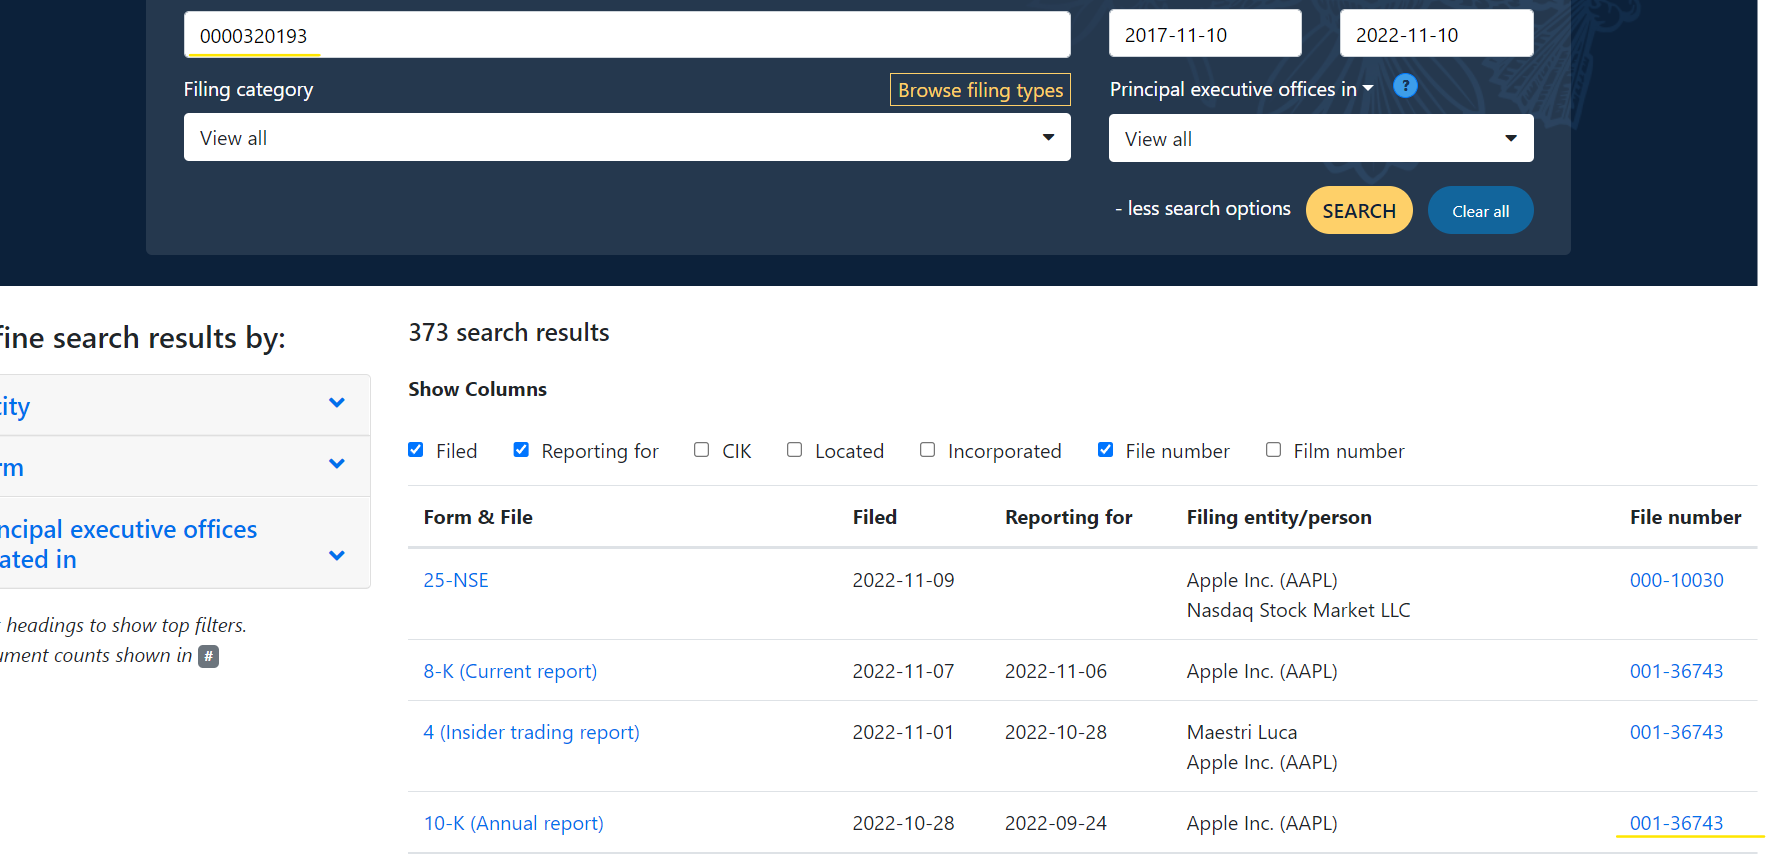 0000320193
2017-11-10
2022-11-10
Filing category
Browse filing types
Principal executive offices in
?
View all
View all
- less search options
SEARCH
Clear all
fine search results by:
ity
rm
ncipal executive offices
ated in
headings to show top filters.
ument counts shown in #
373 search results
Show Columns
Filed Reporting for CIK Located Incorporated File number Film number
Form & File Filed Reporting for Filing entity/person File number
25-NSE 2022-11-09 Apple Inc. (AAPL) 000-10030
Nasdaq Stock Market LLC
8-K (Current report) 2022-11-07 2022-11-06 Apple Inc. (AAPL) 001-36743
4 (Insider trading report) 2022-11-01 2022-10-28 Maestri Luca 001-36743
Apple Inc. (AAPL)
10-K (Annual report) 2022-10-28 2022-09-24 Apple Inc. (AAPL) 001-36743